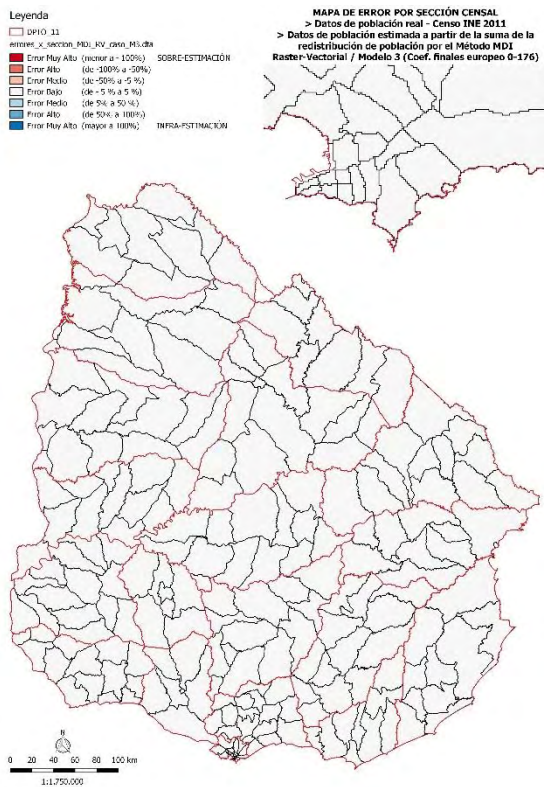 Leyenda
DPTO_11
errores_x_seccion_MDI_RV_caso_M3.dta
Error Muy Alto (menor a - 100%) SOBRE-ESTIMACIÓN
Error Alto (de -100% a -50%)
Error Medio (de -50% a -5 %)
Error Bajo (de - 5 % a 5 %)
Error Medio (de 5% a 50 %)
Error Alto (de 50% a 100%)
Error Muy Alto (mayor a 100%) INFRA-ESTIMACIÓN
MAPA DE ERROR POR SECCIÓN CENSAL
> Datos de población real - Censo INE 2011
> Datos de población estimada a partir de la suma de la
redistribución de población por el Método MDI
Raster-Vectorial / Modelo 3 (Coef. finales europeo 0-176)
0 20 40 60 80 100 km
1:1.750.000